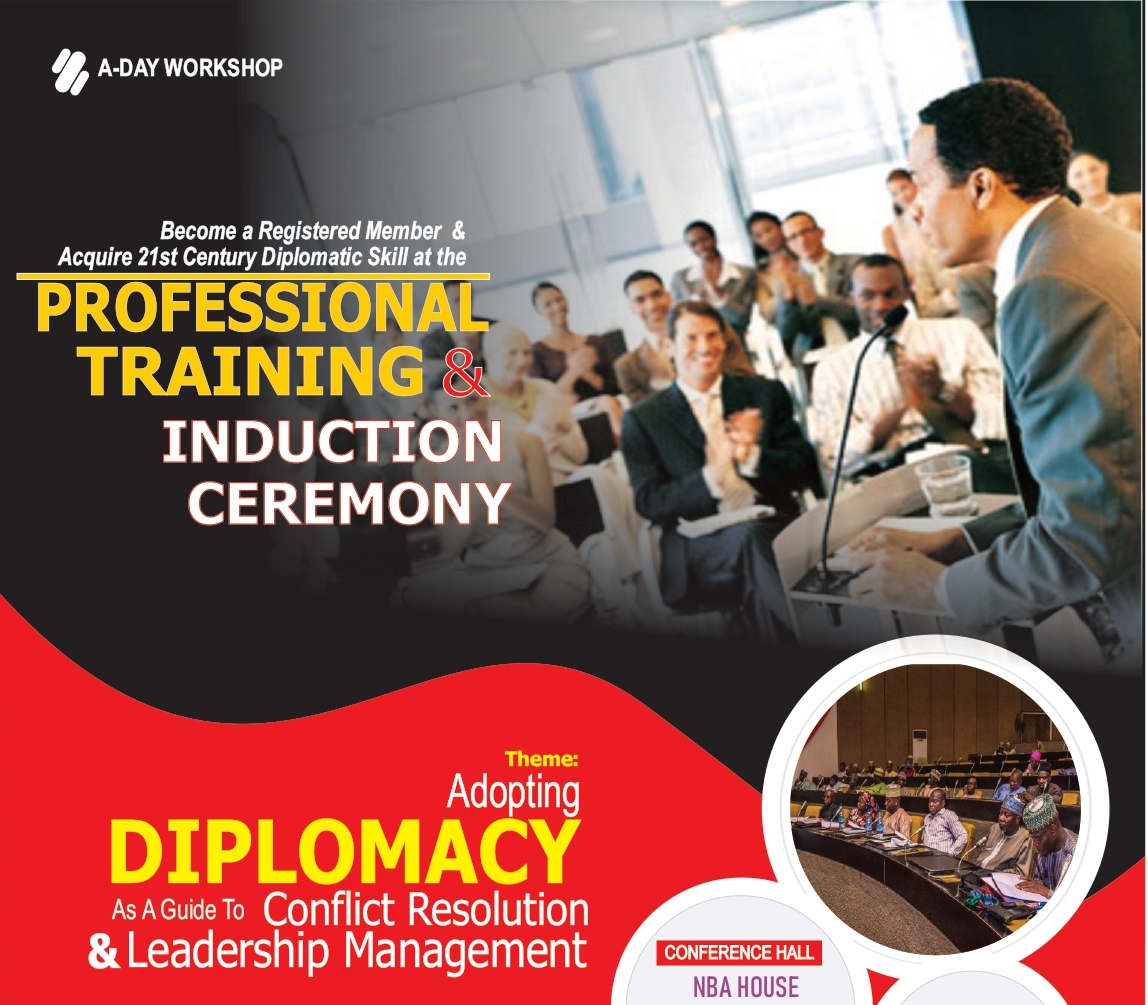 A-DAY WORKSHOP
Become a Registered Member &
Acquire 21st Century Diplomatic Skill at the
PROFESSIONAL
TRAINING &
INDUCTION
CEREMONY
Theme:
Adopting
DIPLOMACY
As A Guide To Conflict Resolution
& Leadership Management
CONFERENCE HALL
NBA HOUSE